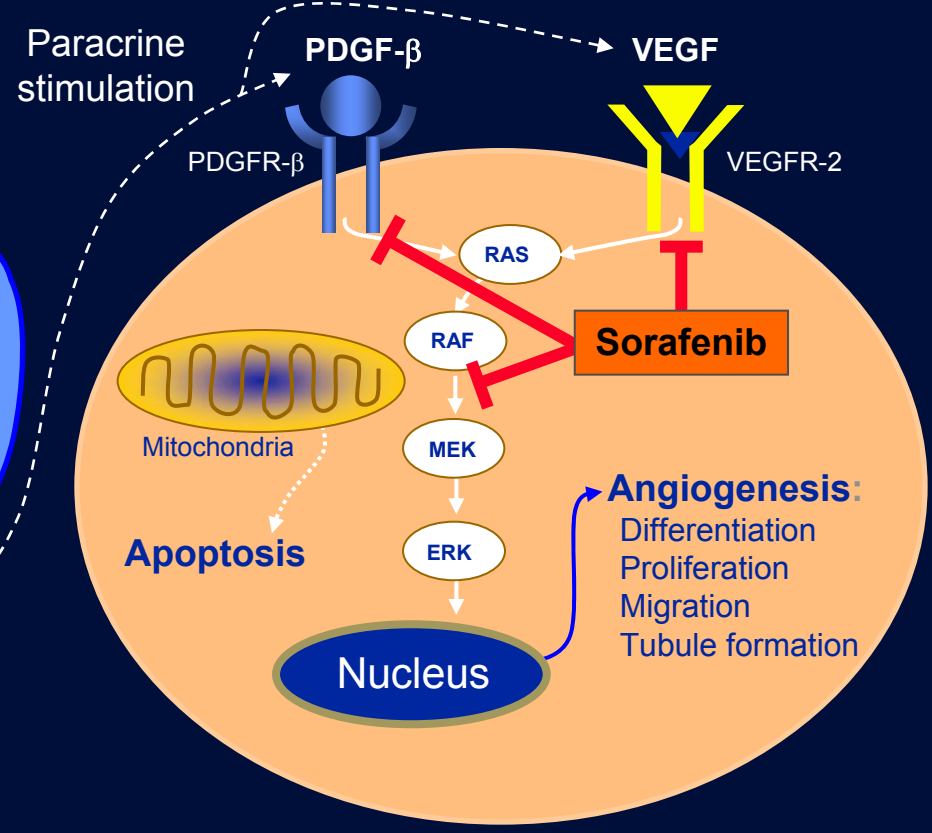 Paracrine
stimulation
PDGF-β
VEGF
PDGFR-β
VEGFR-2
RAS
RAF
Sorafenib
Mitochondria
MEK
Apoptosis
ERK
Angiogenesis:
Differentiation
Proliferation
Migration
Tubule formation
Nucleus